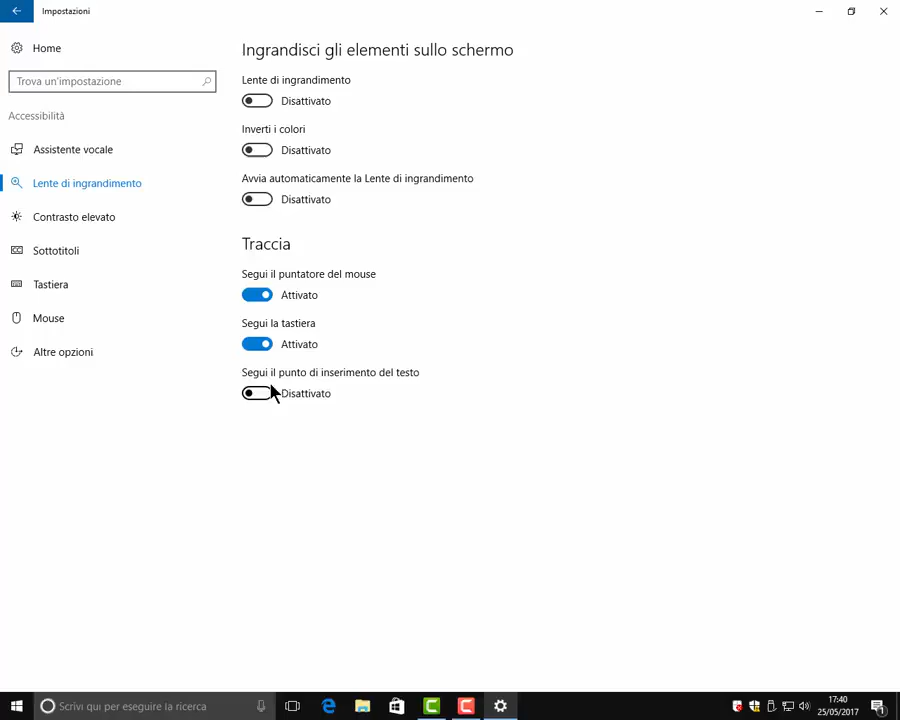 Impostazioni
Home
Trova un'impostazione
Accessibilità
Assistente vocale
Lente di ingrandimento
Contrasto elevato
Sottotitoli
Tastiera
Mouse
Altre opzioni
Ingrandisci gli elementi sullo schermo
Lente di ingrandimento
Disattivato
Inverti i colori
Disattivato
Avvia automaticamente la Lente di ingrandimento
Disattivato
Traccia
Segui il puntatore del mouse
Attivato
Segui la tastiera
Attivato
Segui il punto di inserimento del testo
Disattivato
Scrivi qui per eseguire la ricerca
17:40
25/05/2017
1